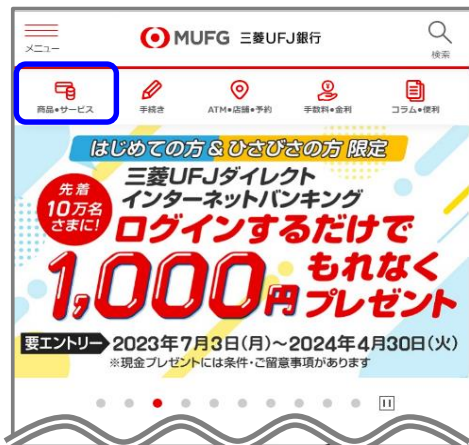 MUFG 三菱UFJ銀行
メニュー
検索
商品●サービス
手続き
ATM●店舗●予約
手数料●金利
コラム●便利
はじめての方&ひさびさの方 限定
先着
10万名
さまに!
三菱UFJダイレクト
インターネットバンキング
ログインするだけで
1,000円
もれなく
プレゼント
要エントリー 2023年7月3日(月)~2024年4月30日(火)
※現金プレゼントには条件・ご留意事項があります